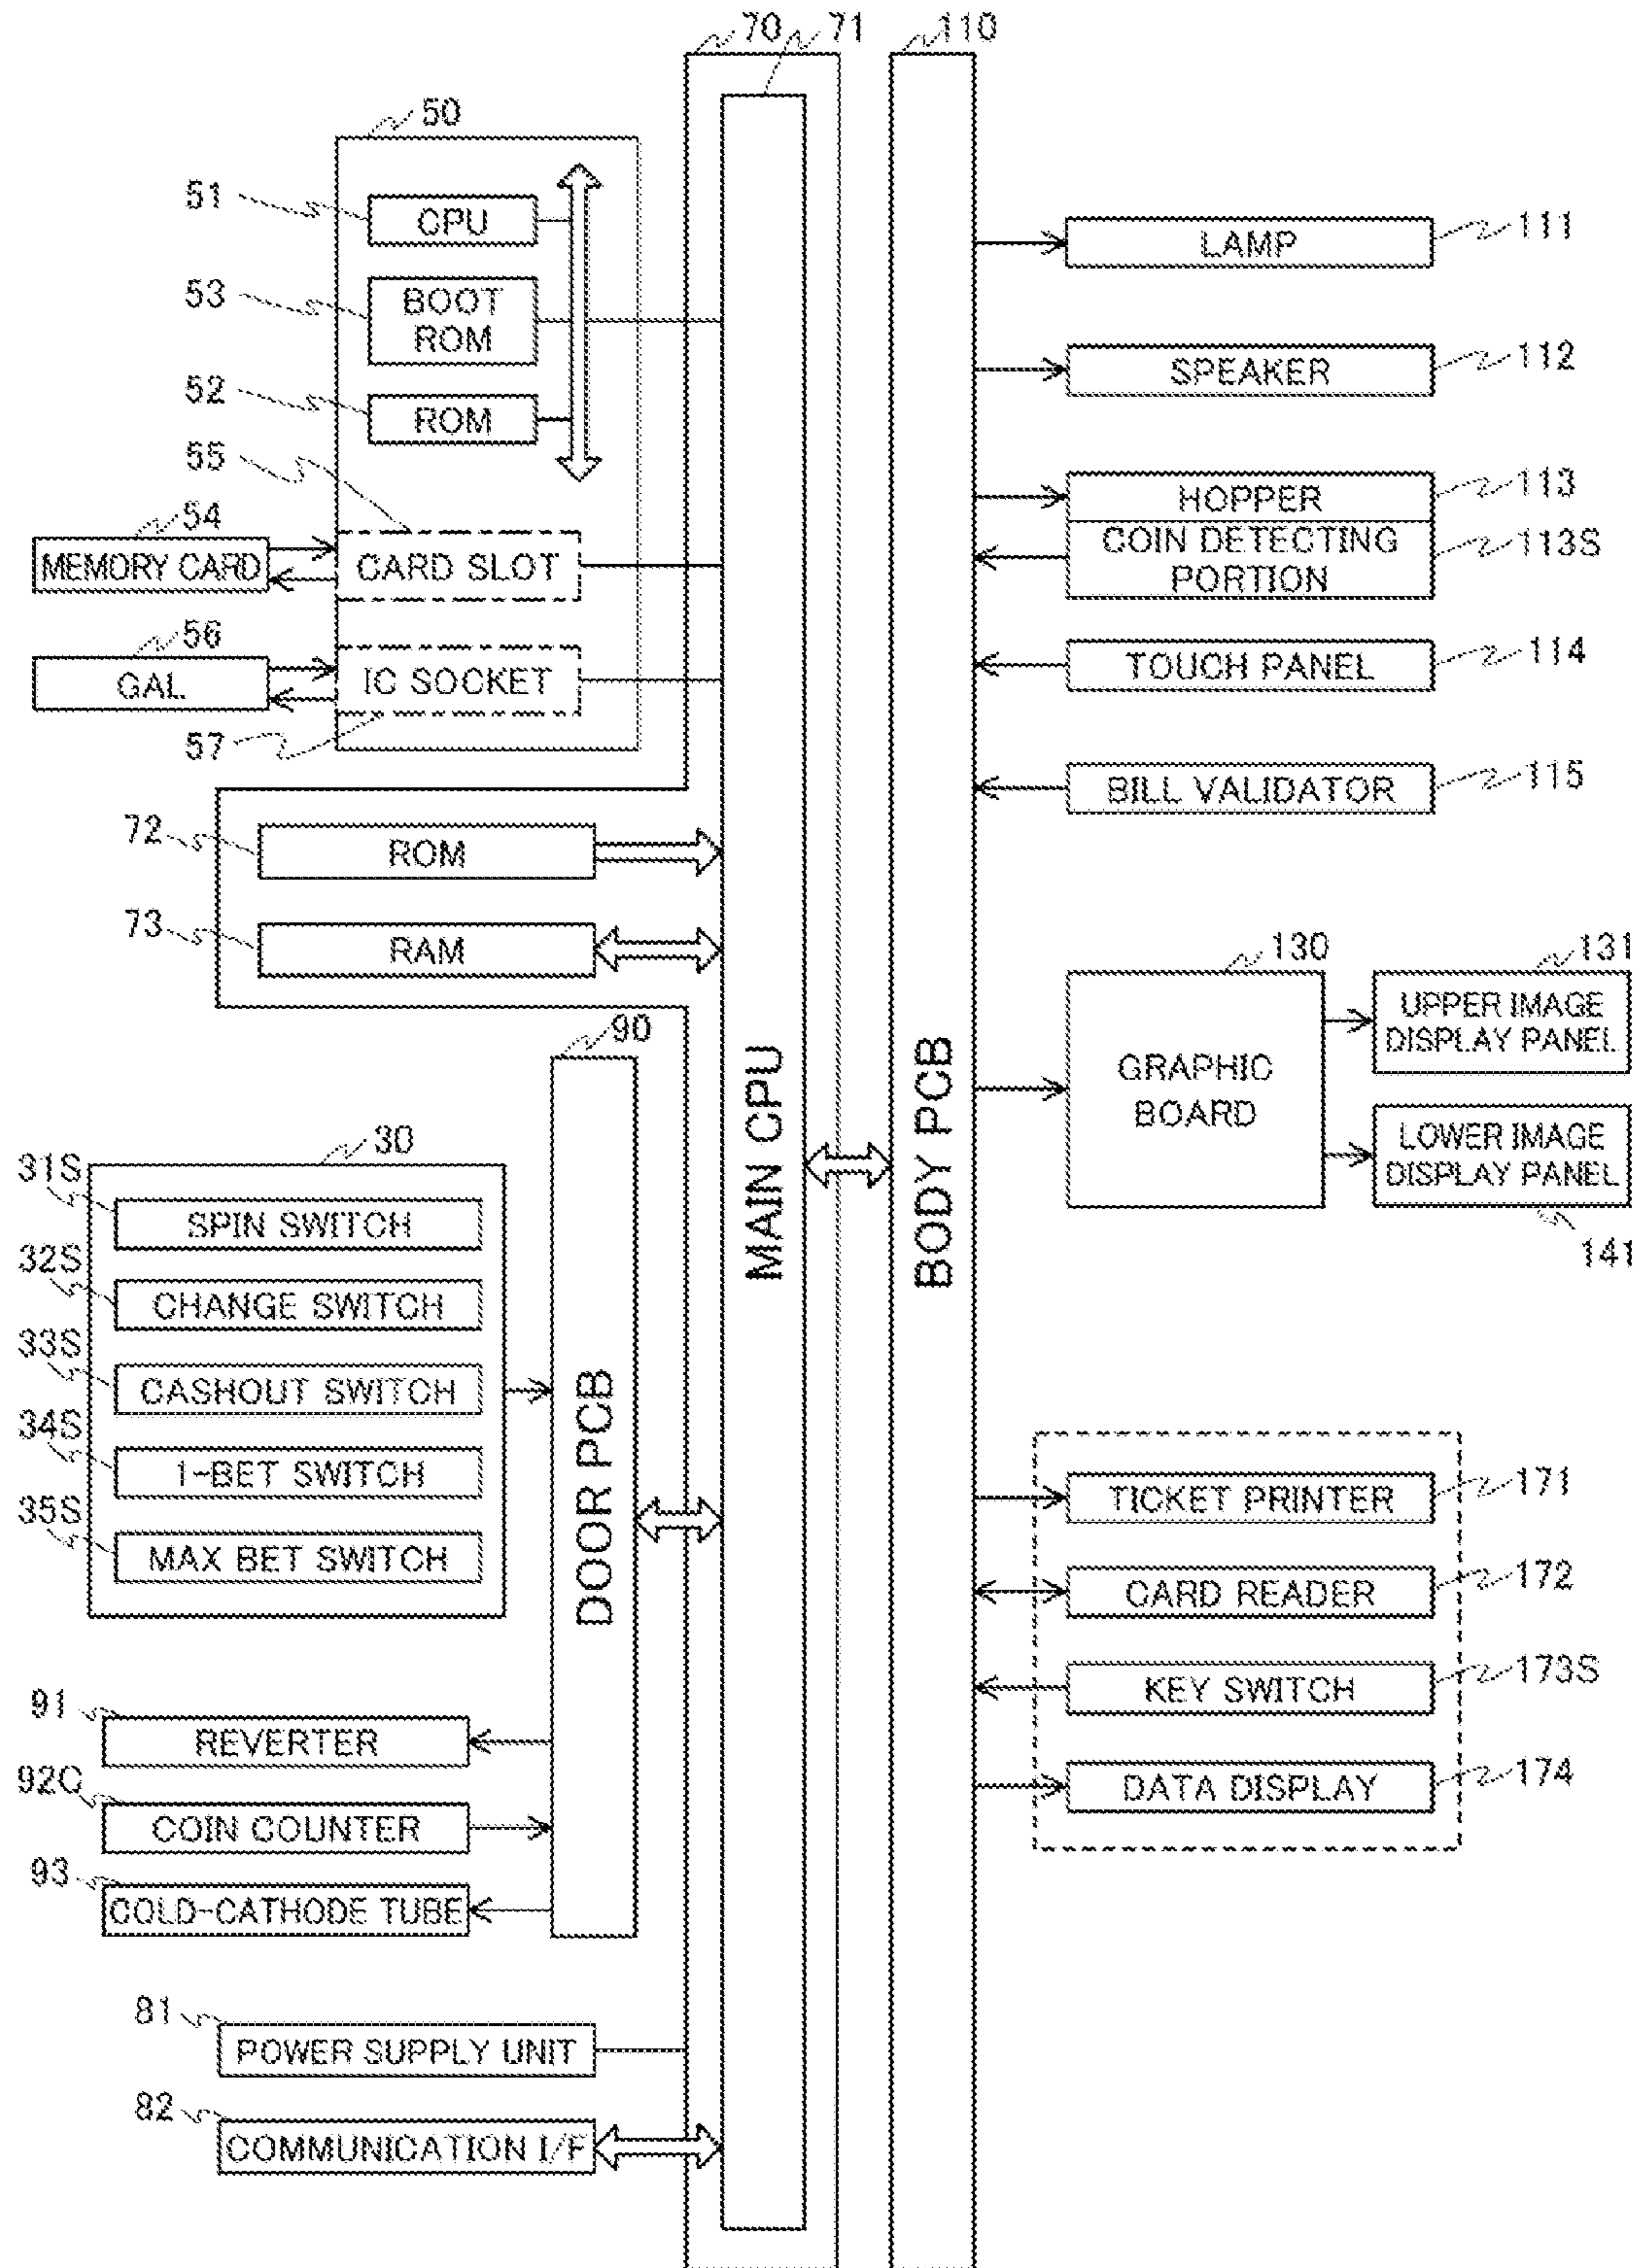 70
71
110
50
51
CPU
53
BOOT
ROM
52
ROM
55
54
MEMORY CARD
CARD SLOT
56
GAL
IC SOCKET
57
72
ROM
73
RAM
90
30
31S
SPIN SWITCH
32S
CHANGE SWITCH
33S
CASHOUT SWITCH
34S
1-BET SWITCH
35S
MAX BET SWITCH
DOOR PCB
91
REVERTER
92C
COIN COUNTER
93
COLD-CATHODE TUBE
81
POWER SUPPLY UNIT
82
COMMUNICATION I/F
MAIN CPU
BODY PCB
LAMP
111
SPEAKER
112
HOPPER
113
COIN DETECTING
PORTION
113S
TOUCH PANEL
114
BILL VALIDATOR
115
130
GRAPHIC
BOARD
131
UPPER IMAGE
DISPLAY PANEL
LOWER IMAGE
DISPLAY PANEL
141
TICKET PRINTER
171
CARD READER
172
KEY SWITCH
173S
DATA DISPLAY
174